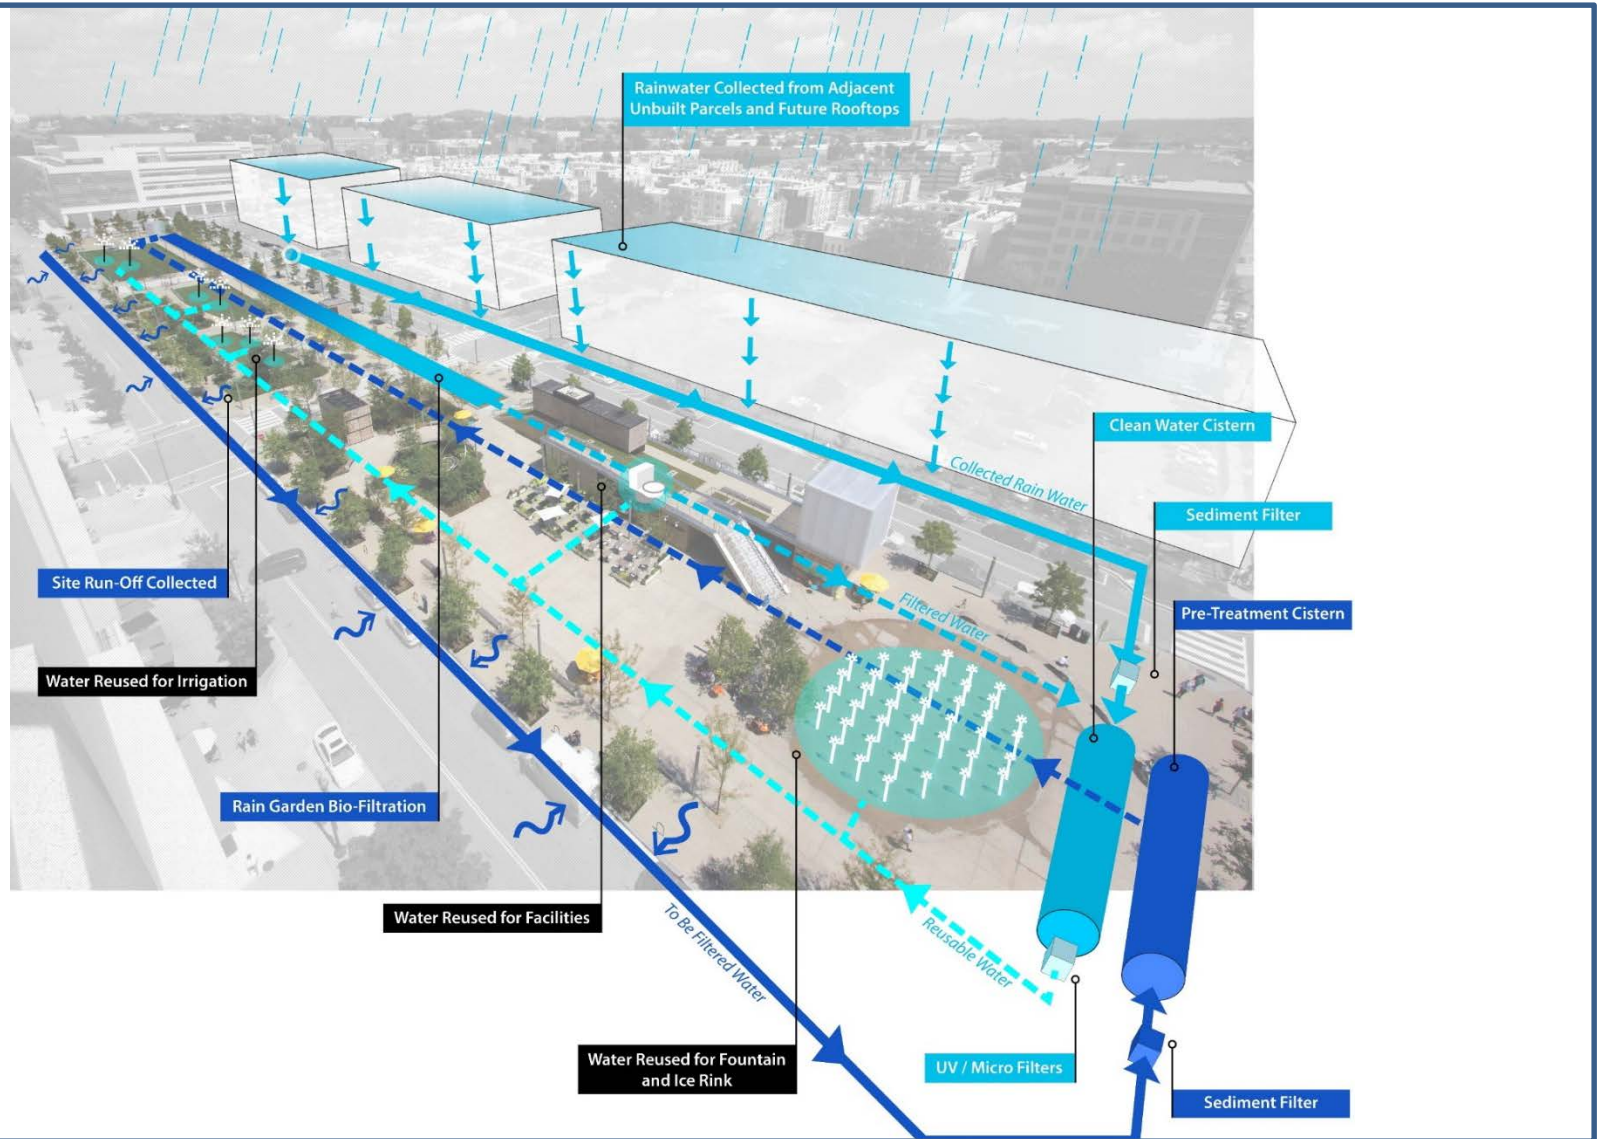 Rainwater Collected from Adjacent
Unbuilt Parcels and Future Rooftops
Clean Water Cistern
Collected Rain Water
Sediment Filter
Site Run-Off Collected
Filtered Water
Pre-Treatment Cistern
Water Reused for Irrigation
Rain Garden Bio-Filtration
Water Reused for Facilities
To Be Filtered Water
Reusable Water
Water Reused for Fountain
and Ice Rink
UV / Micro Filters
Sediment Filter